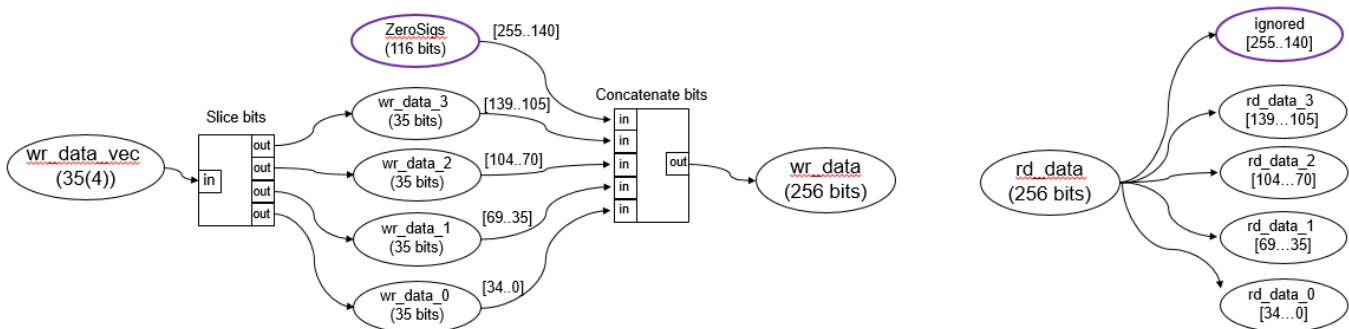 ZeroSigs
(116 bits)
[255..140]
ignored
[255..140]
Slice bits
wr_data_3
(35 bits)
[139..105]
Concatenate bits
in
in
in
in
in
out
rd_data_3
[139...105]
wr_data_vec
(35(4))
in
out
out
out
out
wr_data_2
(35 bits)
[104..70]
wr_data
(256 bits)
rd_data
(256 bits)
rd_data_2
[104...70]
wr_data_1
(35 bits)
[69..35]
rd_data_1
[69...35]
wr_data_0
(35 bits)
[34..0]
rd_data_0
[34...0]